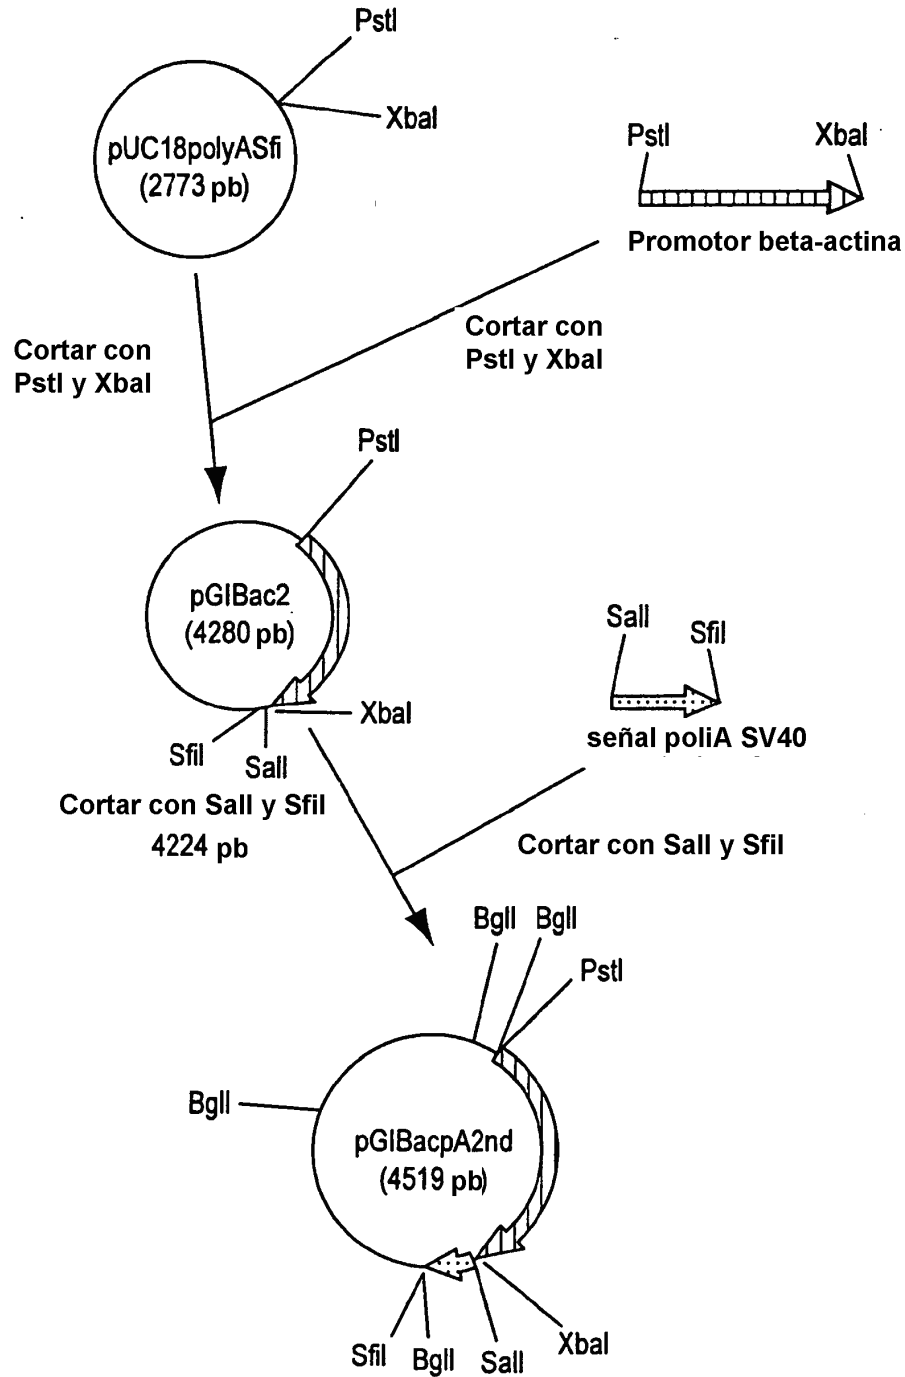 PstI
XbaI
pUC18polyASfi
(2773 pb)
PstI
XbaI
Promotor beta-actina
Cortar con
PstI y XbaI
Cortar con
PstI y XbaI
PstI
pGIBac2
(4280 pb)
XbaI
SfiI
SalI
Cortar con SalI y SfiI
4224 pb
SalI
SfiI
señal poliA SV40
Cortar con SalI y SfiI
BglI
BglI
PstI
BglI
pGIBacpA2nd
(4519 pb)
SfiI
BglI
SalI
XbaI